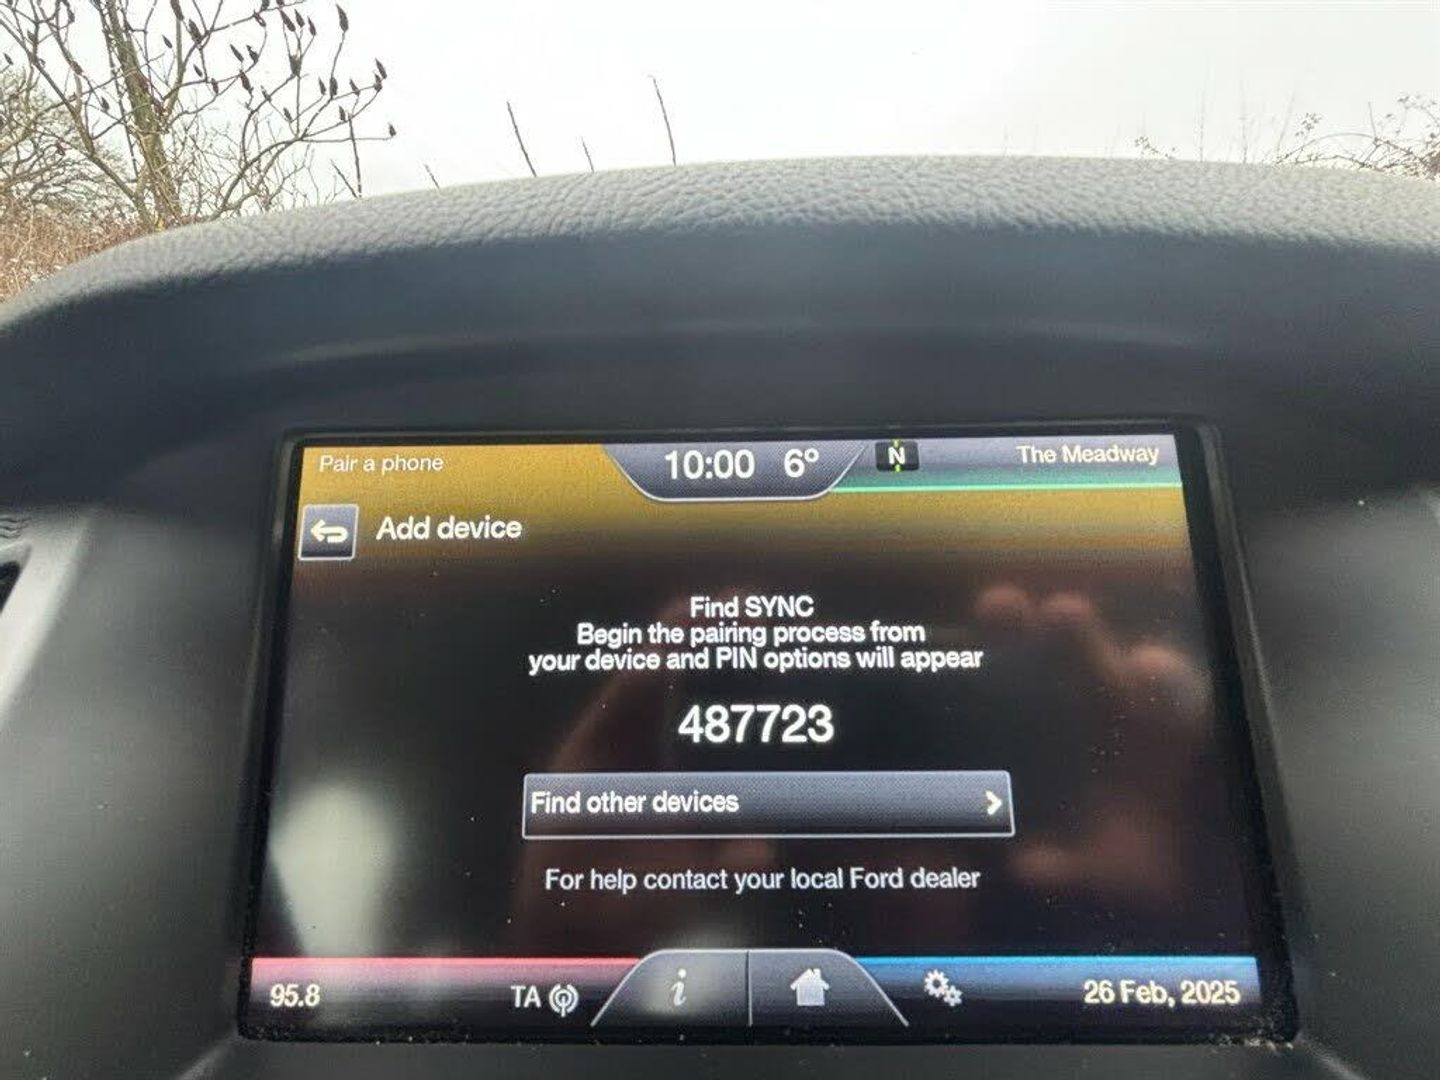 Pair a phone
10:00 6°
N
The Meadway
Add device
Find SYNC
Begin the pairing process from
your device and PIN options will appear
487723
Find other devices
For help contact your local Ford dealer
95.8
TA
i
26 Feb, 2025